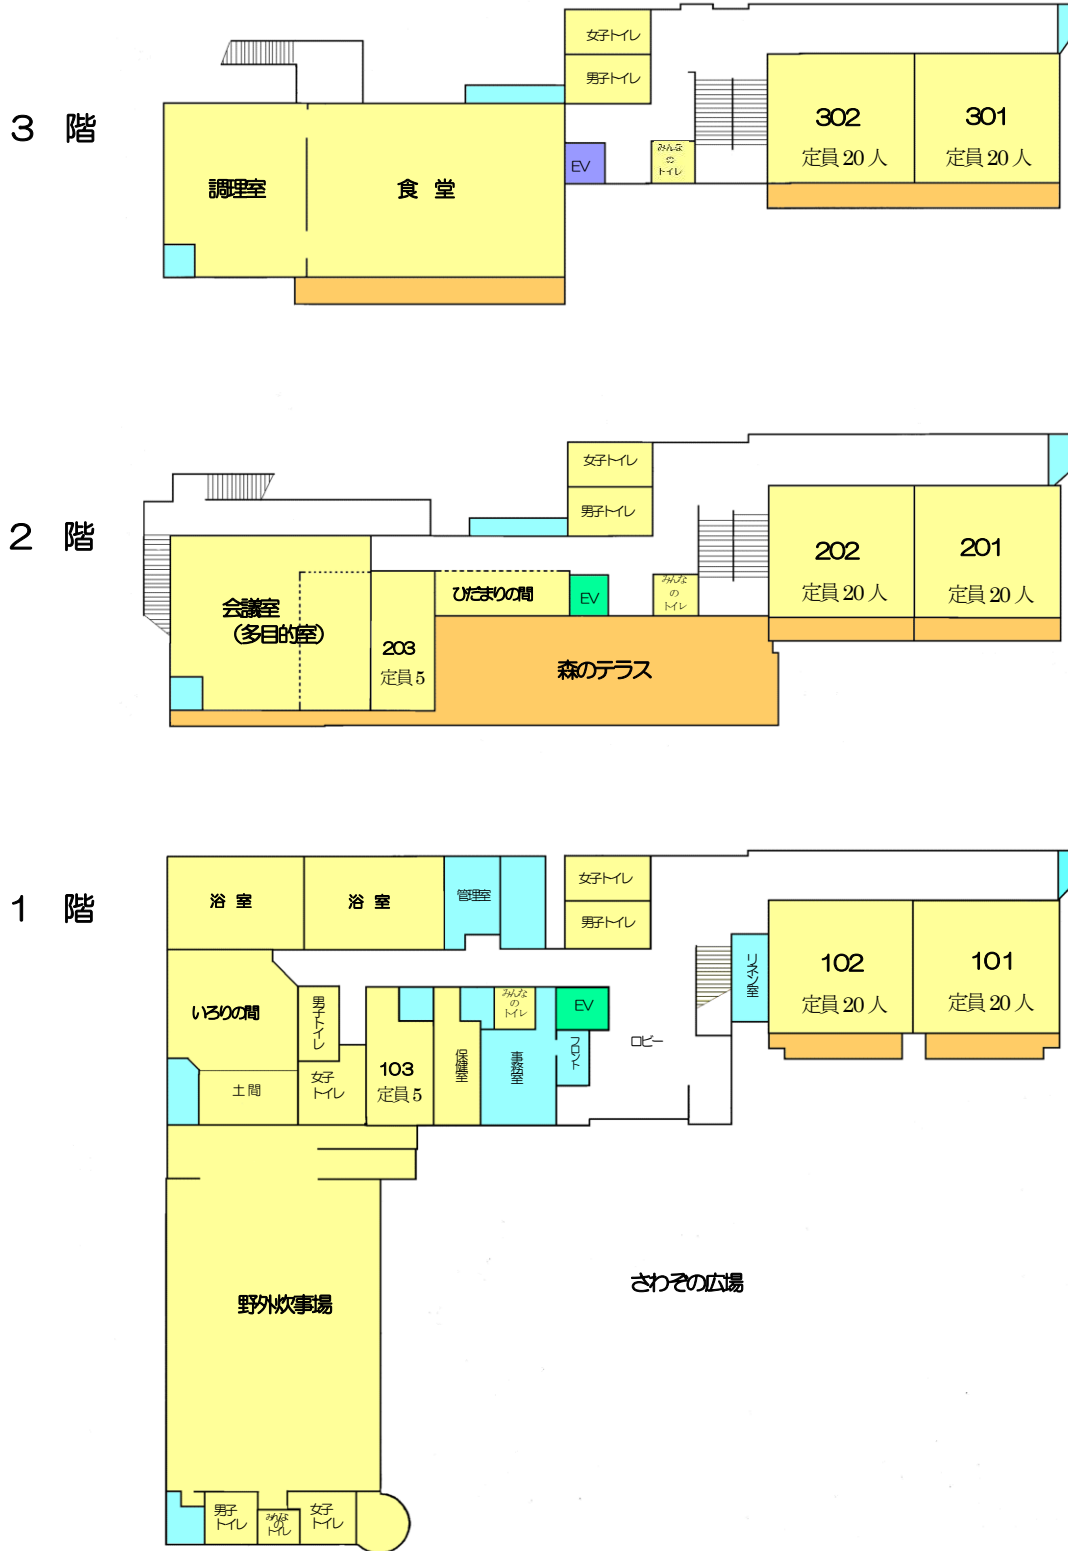 3 階
女子トイレ
男子トイレ
302
定員 20 人
301
定員 20 人
みんな
の
トイレ
EV
調理室
食 堂
2 階
女子トイレ
男子トイレ
202
定員 20 人
201
定員 20 人
みんな
の
トイレ
EV
ひだまりの間
会議室
(多目的室)
203
定員 5
森のテラス
1 階
浴 室
浴 室
管理室
女子トイレ
男子トイレ
リネン室
102
定員 20 人
101
定員 20 人
いろりの間
男子トイレ
みんな
の
トイレ
EV
ロビー
フロント
事務室
保健室
103
定員 5
女子
トイレ
土 間
さわぞの広場
野外炊事場
男子
トイレ
みんな
の
トイレ
女子
トイレ